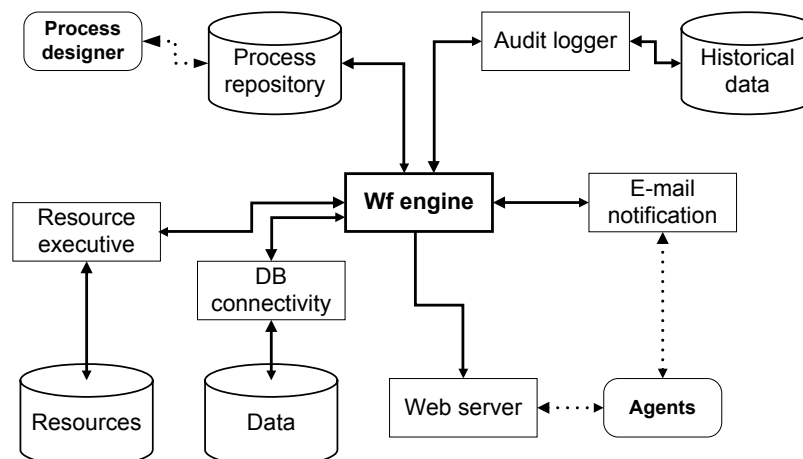 Process
designer
Process
repository
Audit logger
Historical
data
Wf engine
E-mail
notification
Resource
executive
DB
connectivity
Resources
Data
Web server
Agents